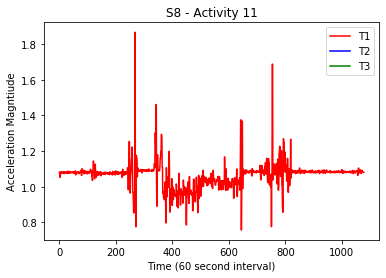 S8 - Activity 11
T1
T2
T3
1.8
1.6
1.4
1.2
1.0
0.8
Acceleration Magntiude
0
200
400
600
800
1000
Time (60 second interval)